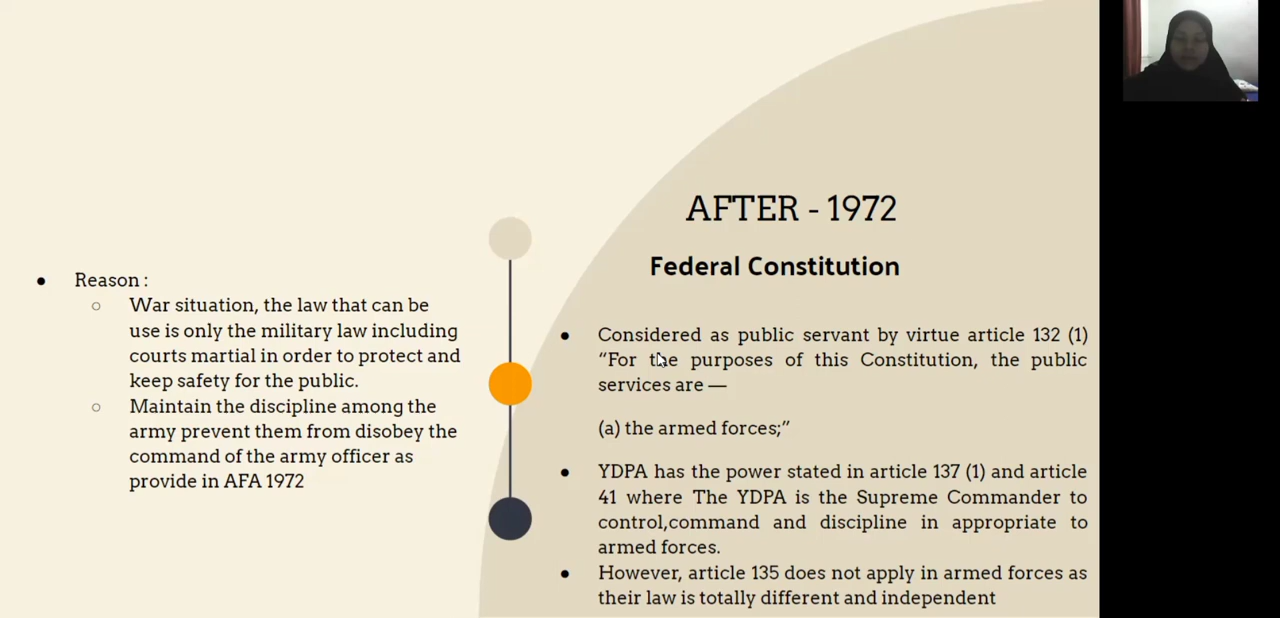 ● Reason :
○ War situation, the law that can be
use is only the military law including
courts martial in order to protect and
keep safety for the public.
○ Maintain the discipline among the
army prevent them from disobey the
command of the army officer as
provide in AFA 1972
AFTER - 1972
Federal Constitution
● Considered as public servant by virtue article 132 (1)
“For the purposes of this Constitution, the public
services are —
(a) the armed forces;”
● YDPA has the power stated in article 137 (1) and article
41 where The YDPA is the Supreme Commander to
control,command and discipline in appropriate to
armed forces.
● However, article 135 does not apply in armed forces as
their law is totally different and independent